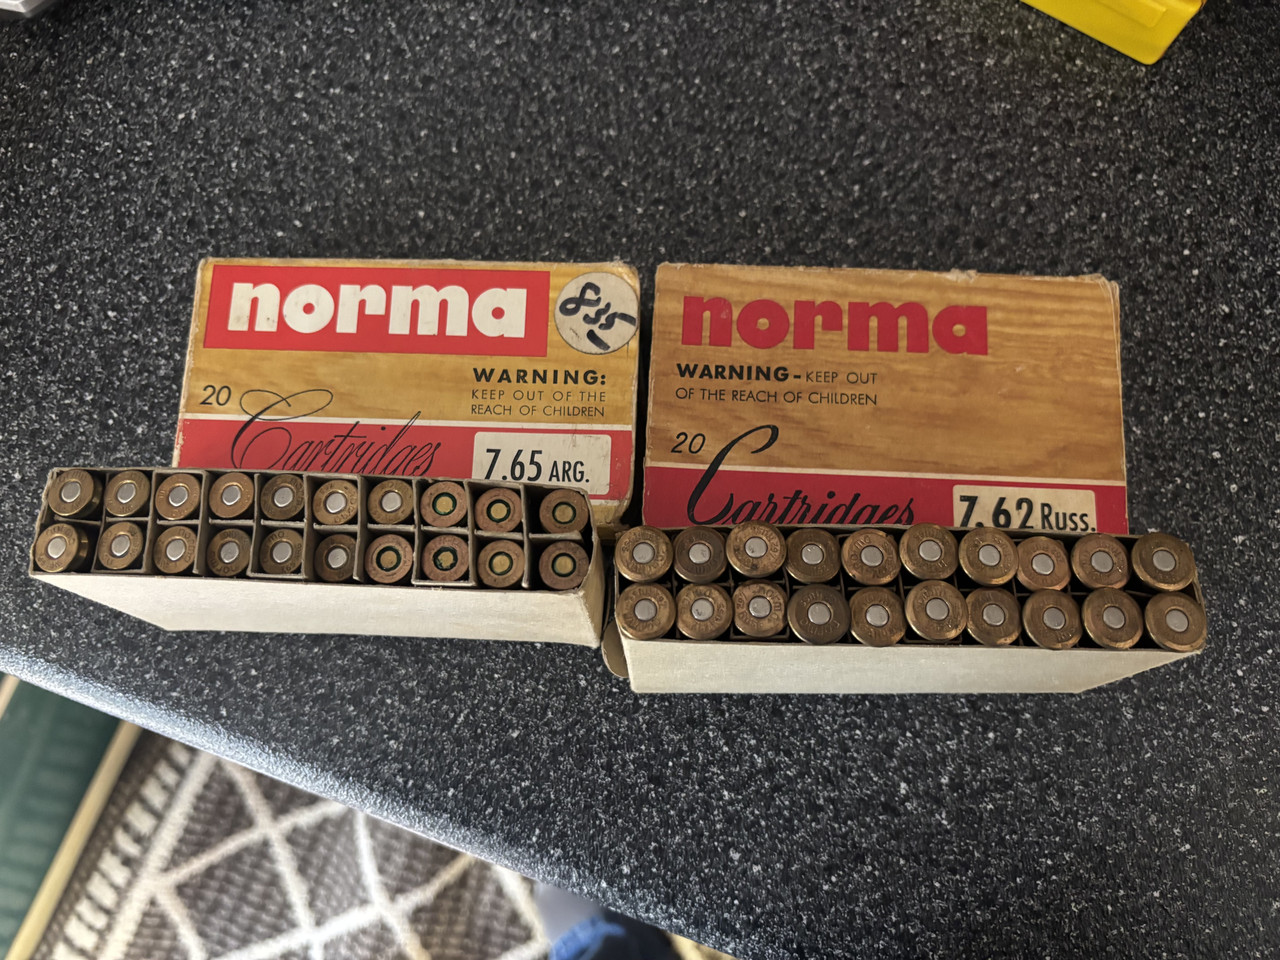 norma
835
WARNING:
KEEP OUT OF THE
REACH OF CHILDREN
20
Cartridges
7.65 ARG.
norma
WARNING-KEEP OUT
OF THE REACH OF CHILDREN
20
Cartridges
7.62 Russ.